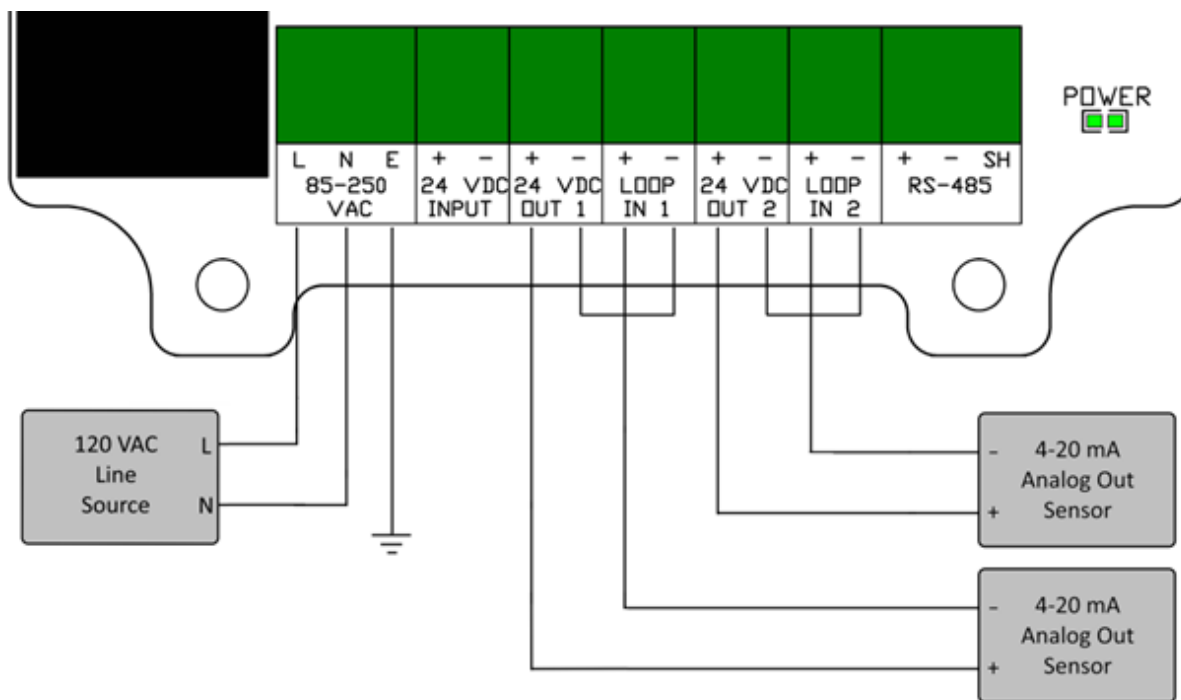 POWER
L N E + - + - + - + - + - + - SH
85-250 24 VDC 24 VDC LOOP 24 VDC LOOP RS-485
VAC INPUT OUT 1 IN 1 OUT 2 IN 2
120 VAC L
Line
Source N
- 4-20 mA
Analog Out
+ Sensor
- 4-20 mA
Analog Out
+ Sensor